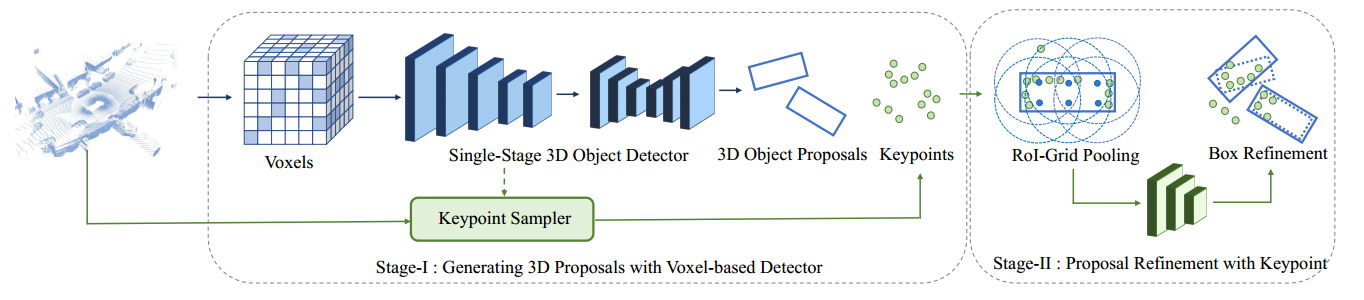 Voxels
Single-Stage 3D Object Detector
3D Object Proposals
Keypoints
RoI-Grid Pooling
Box Refinement
Keypoint Sampler
Stage-I : Generating 3D Proposals with Voxel-based Detector
Stage-II : Proposal Refinement with Keypoint